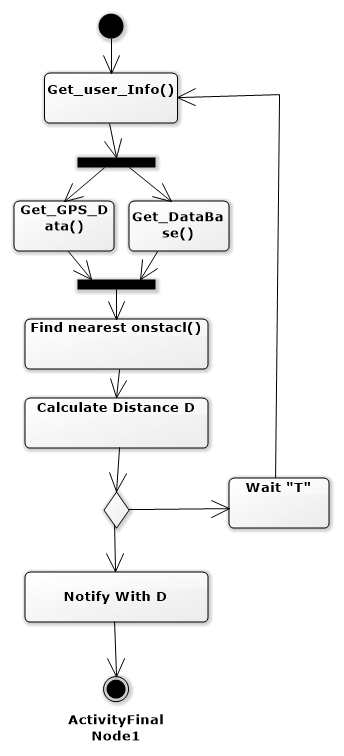 Get_user_Info()
Get_GPS_D
ata()
Get_DataBa
se()
Find nearest onstacl()
Calculate Distance D
Wait "T"
Notify With D
ActivityFinal
Node1